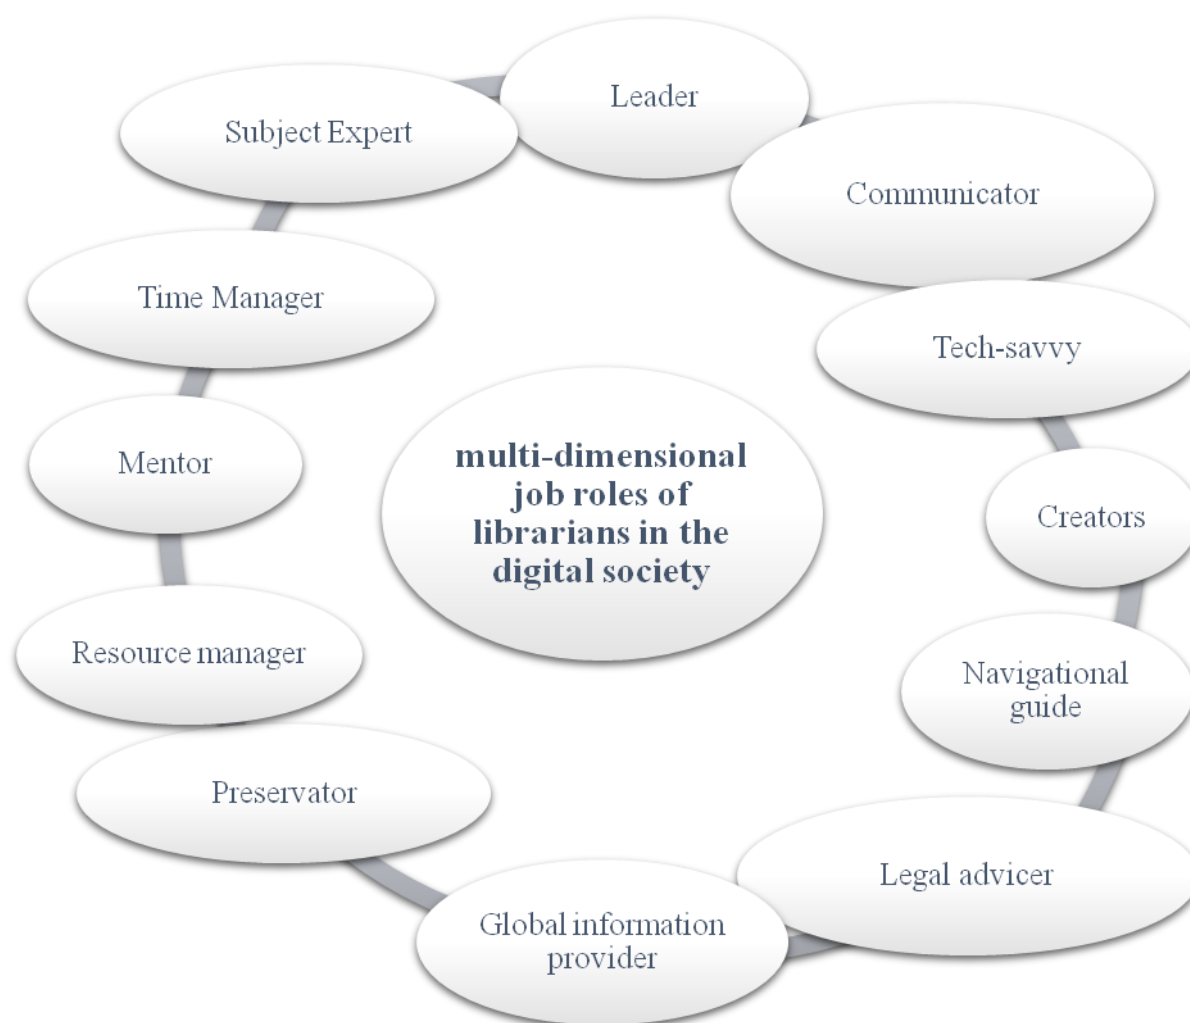 Leader
Subject Expert
Communicator
Time Manager
Tech-savvy
Mentor
multi-dimensional
job roles of
librarians in the
digital society
Creators
Resource manager
Navigational
guide
Preservator
Legal advicer
Global information
provider